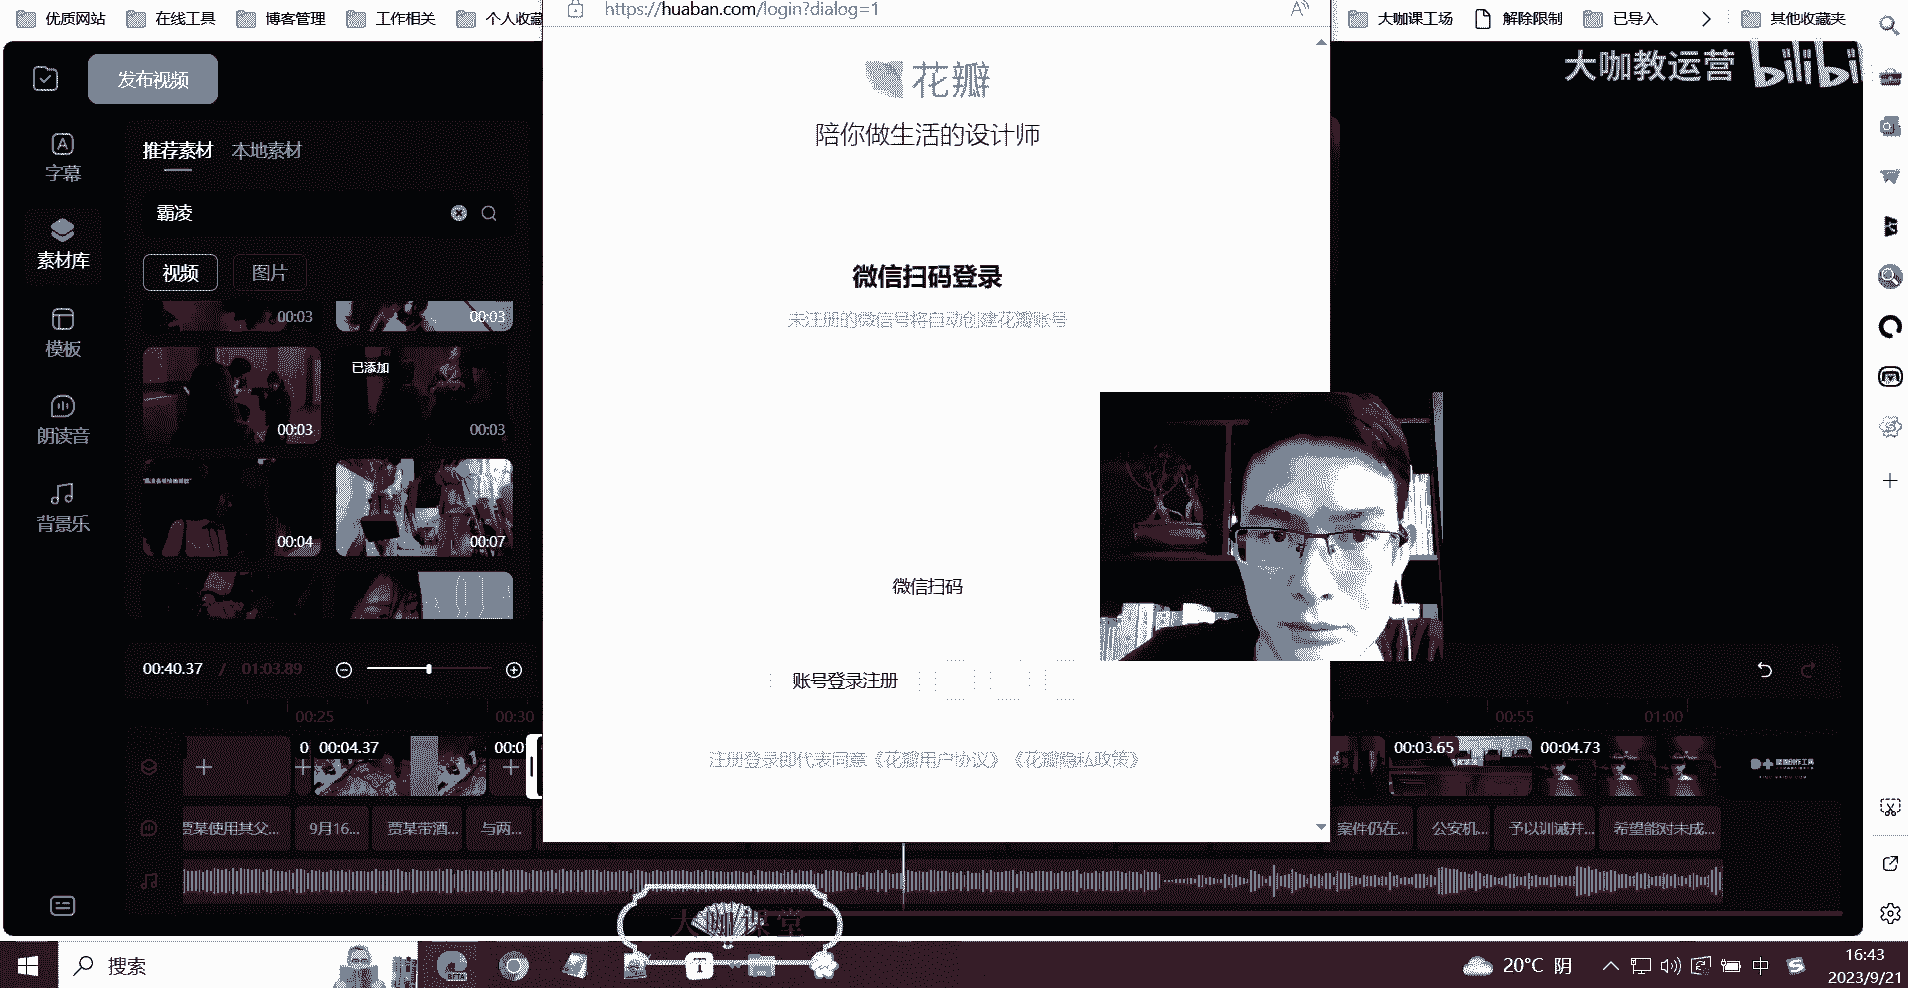 优质网站
在线工具
博客管理
工作相关
个人收藏
https://huaban.com/login?dialog=1
大咖课工场
解除限制
已导入
其他收藏夹
发布视频
大咖教运营 bilibili
花瓣
陪你做生活的设计师
字幕
推荐素材 本地素材
霸凌
素材库
视频 图片
微信扫码登录
未注册的微信号将自动创建花瓣账号
00:03
00:03
模板
已添加
00:03
00:03
朗读音
00:04
00:07
背景乐
微信扫码
账号登录注册
00:40.37 / 01:03.89
00:25
00:30
00:55
01:00
00:04.37
00:03.65
00:04.73
注册登录即代表同意《花瓣用户协议》《花瓣隐私政策》
贾某使用其父...
9月16...
贾某带酒...
与两...
案件仍在...
公安机...
予以训诫并...
希望能对未成...
大咖课堂
搜索
BETA
20°C 阴
中
16:43
2023/9/21